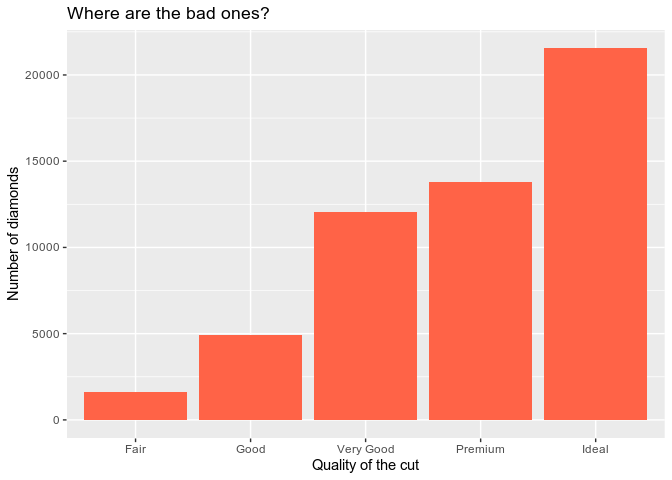 Where are the bad ones?
Number of diamonds
20000
15000
10000
5000
0
Fair Good Very Good Premium Ideal
Quality of the cut